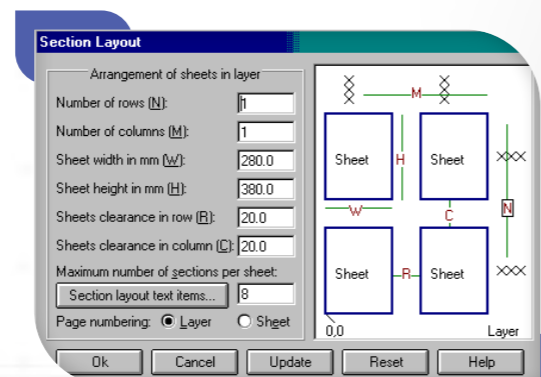 Section Layout
Arrangement of sheets in layer
Number of rows (N): 1
Number of columns (M): 1
Sheet width in mm (W): 280.0
Sheet height in mm (H): 380.0
Sheets clearance in row (R): 20.0
Sheets clearance in column (C): 20.0
Maximum number of sections per sheet:
Section layout text items... 8
Page numbering: Layer Sheet
M
Sheet H Sheet
W C N
Sheet R Sheet
0,0 Layer
Ok Cancel Update Reset Help